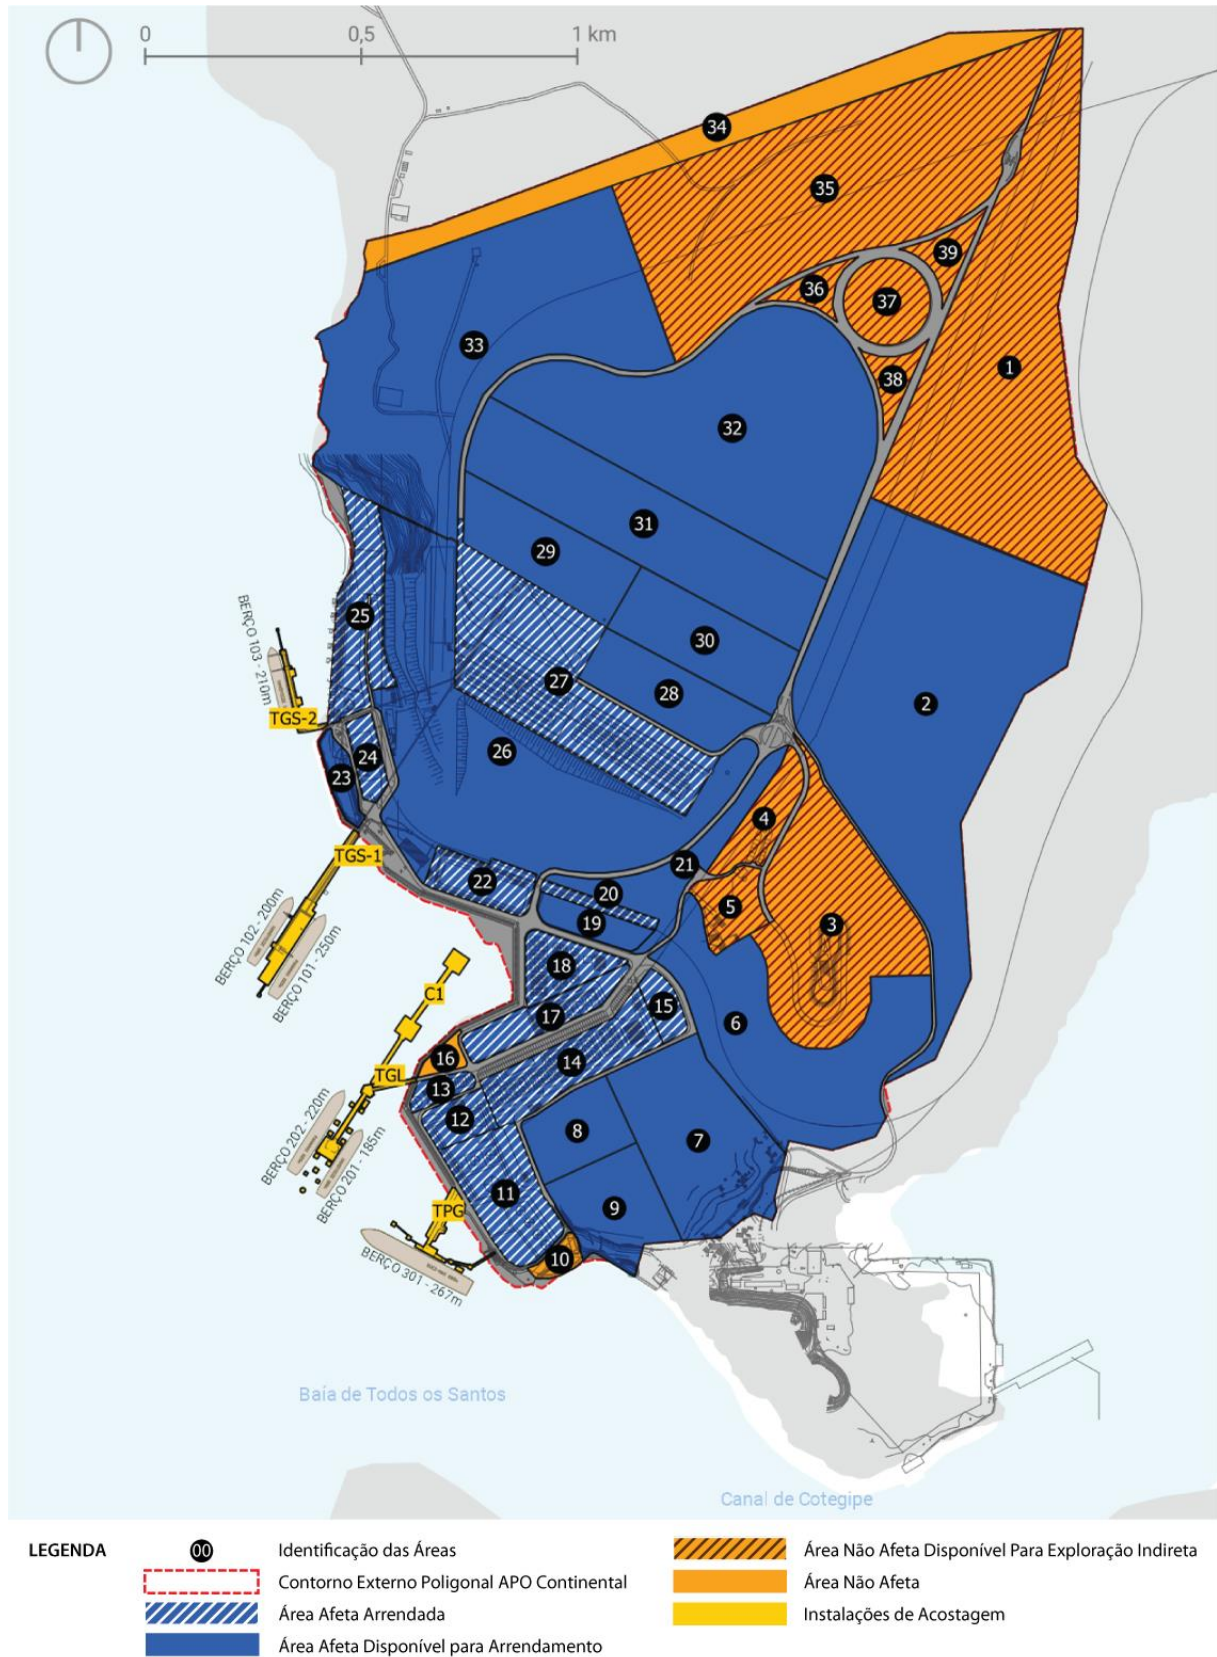 0
0,5
1 km
34
35
39
36
37
1
33
38
32
31
29
25
30
BERÇO 103 - 210m
27
28
2
TGS-2
26
24
23
4
TGS-1
21
22
20
5
19
3
BERÇO 102 - 200m
BERÇO 101 - 250m
18
C1
15
17
6
16
14
TGL
13
12
8
7
BERÇO 202 - 220m
BERÇO 201 - 185m
11
9
TPG
10
BERÇO 301 - 267m
Baía de Todos os Santos
Canal de Cotegipe
LEGENDA
00 Identificação das Áreas
Contorno Externo Poligonal APO Continental
Área Afeta Arrendada
Área Afeta Disponível para Arrendamento
Área Não Afeta Disponível Para Exploração Indireta
Área Não Afeta
Instalações de Acostagem